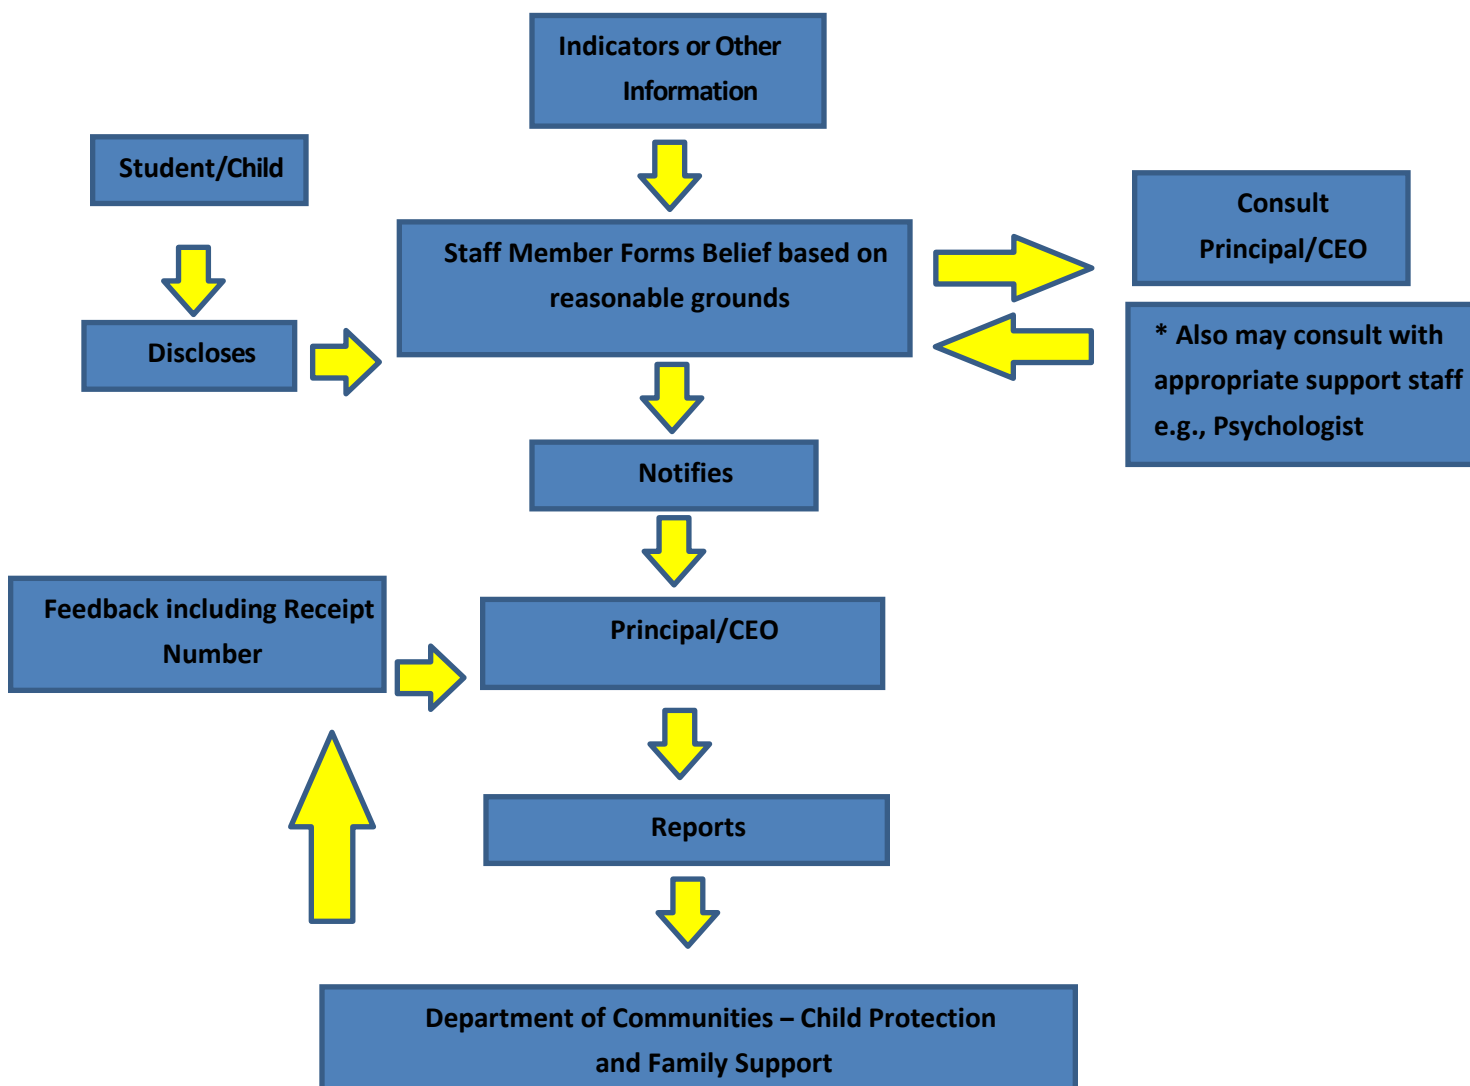 Indicators or Other
Information
Student/Child
Consult
Principal/CEO
Staff Member Forms Belief based on
reasonable grounds
Discloses
* Also may consult with
appropriate support staff
e.g., Psychologist
Notifies
Feedback including Receipt
Number
Principal/CEO
Reports
Department of Communities – Child Protection
and Family Support